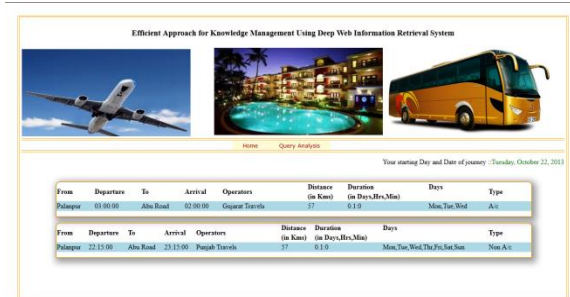 Efficient Approach for Knowledge Management Using Deep Web Information Retrieval System
Home Query Analysis
Your starting Day and Date of journey ::Tuesday, October 22, 2013
From Departure To Arrival Operators Distance (in Kms) Duration (in Days,Hrs,Min) Days Type
Palanpur 03:00:00 Abu Road 02:00:00 Gujarat Travels 57 0:1:0 Mon,Tue,Wed A/c
From Departure To Arrival Operators Distance (in Kms) Duration (in Days,Hrs,Min) Days Type
Palanpur 22:15:00 Abu Road 23:15:00 Punjab Travels 57 0:1:0 Mon,Tue,Wed,Thr,Fri,Sat,Sun Non A/c